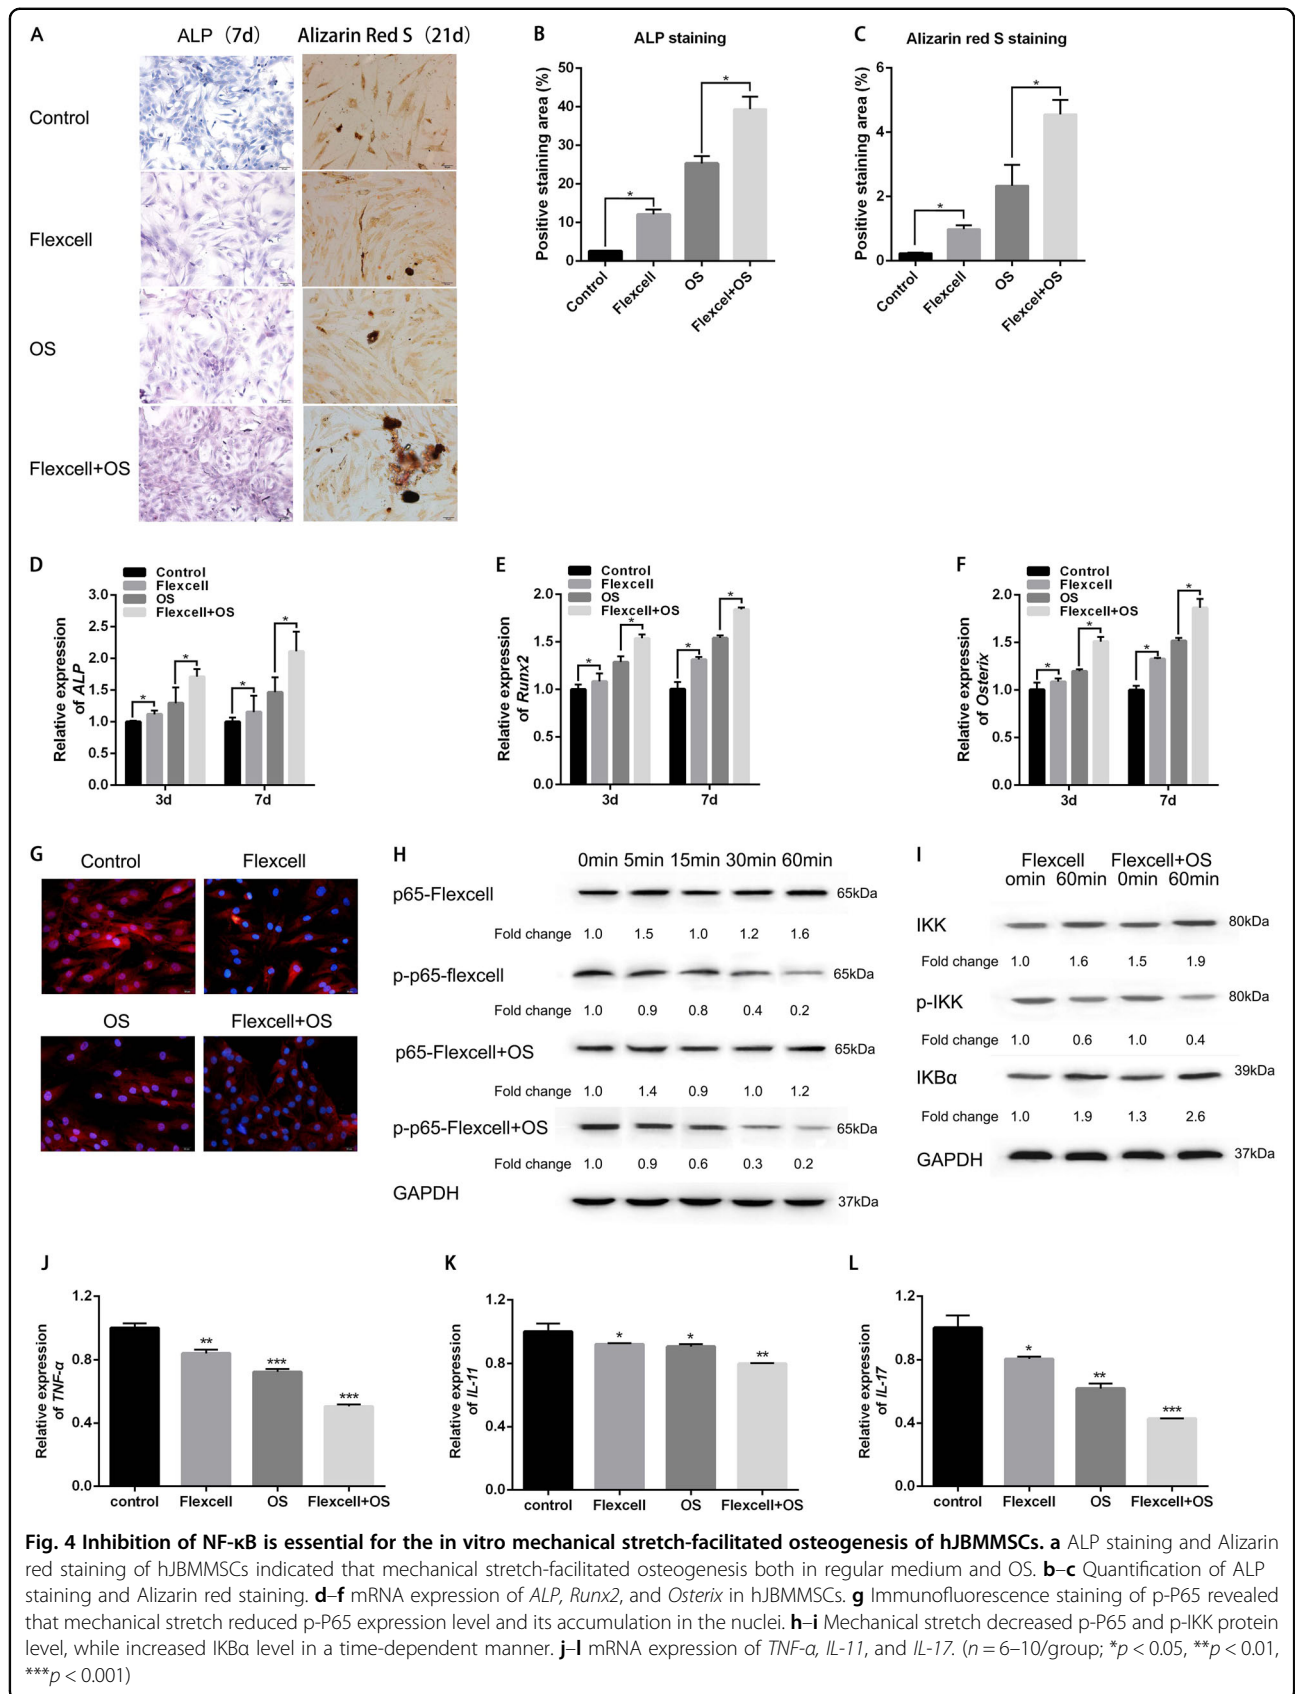 A
ALP（7d）
Alizarin Red S（21d）
Control
Flexcell
OS
Flexcell+OS
B
ALP staining
Positive staining area (%)
50
40
30
20
10
0
*
*
Control
Flexcell
OS
Flexcel+OS
C
Alizarin red S staining
Positive staining area (%)
6
4
2
0
*
*
Control
Flexcell
OS
Flexcel+OS
D
Control
Flexcell
OS
Flexcell+OS
Relative expression
of ALP
3.0
2.5
2.0
1.5
1.0
0.5
0.0
*
*
*
*
3d
7d
E
Control
Flexcell
OS
Flexcell+OS
Relative expression
of Runx2
2.0
1.5
1.0
0.5
0.0
*
*
*
*
3d
7d
F
Control
Flexcell
OS
Flexcell+OS
Relative expression
of Osterix
2.0
1.5
1.0
0.5
0.0
*
*
*
*
3d
7d
G
Control
Flexcell
OS
Flexcell+OS
H
0min 5min 15min 30min 60min
p65-Flexcell
65kDa
Fold change 1.0 1.5 1.0 1.2 1.6
p-p65-flexcell
65kDa
Fold change 1.0 0.9 0.8 0.4 0.2
p65-Flexcell+OS
65kDa
Fold change 1.0 1.4 0.9 1.0 1.2
p-p65-Flexcell+OS
65kDa
Fold change 1.0 0.9 0.6 0.3 0.2
GAPDH
37kDa
I
Flexcell Flexcell+OS
omin 60min 0min 60min
IKK
80kDa
Fold change 1.0 1.6 1.5 1.9
p-IKK
80kDa
Fold change 1.0 0.6 1.0 0.4
IKBα
39kDa
Fold change 1.0 1.9 1.3 2.6
GAPDH
37kDa
J
Relative expression
of TNF-α
1.2
0.8
0.4
0.0
**
***
***
control
Flexcell
OS
Flexcell+OS
K
Relative expression
of IL-11
1.2
0.8
0.4
0.0
*
*
**
control
Flexcell
OS
Flexcell+OS
L
Relative expression
of IL-17
1.2
0.8
0.4
0.0
*
**
***
control
Flexcell
OS
Flexcell+OS
Fig. 4 Inhibition of NF-κB is essential for the in vitro mechanical stretch-facilitated osteogenesis of hJBMMSCs. a ALP staining and Alizarin
red staining of hJBMMSCs indicated that mechanical stretch-facilitated osteogenesis both in regular medium and OS. b–c Quantification of ALP
staining and Alizarin red staining. d–f mRNA expression of ALP, Runx2, and Osterix in hJBMMSCs. g Immunofluorescence staining of p-P65 revealed
that mechanical stretch reduced p-P65 expression level and its accumulation in the nuclei. h–i Mechanical stretch decreased p-P65 and p-IKK protein
level, while increased IKBα level in a time-dependent manner. j–l mRNA expression of TNF-α, IL-11, and IL-17. (n = 6–10/group; *p < 0.05, **p < 0.01,
***p < 0.001)